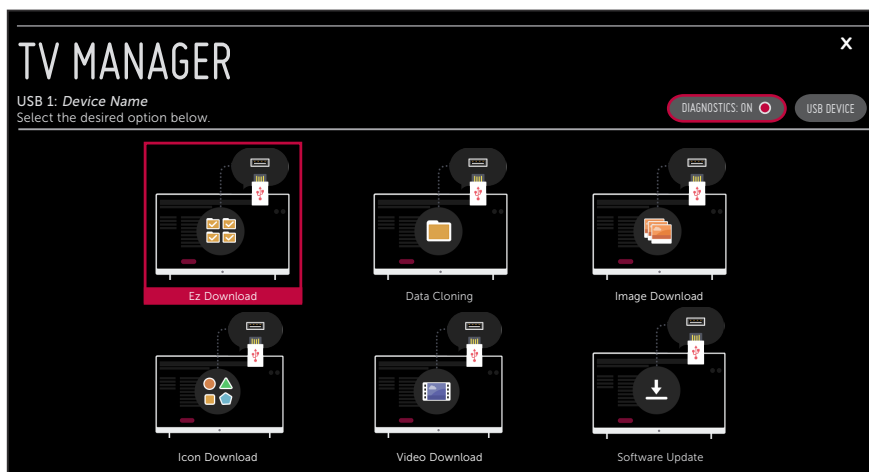 TV MANAGER
X
USB 1: Device Name
Select the desired option below.
DIAGNOSTICS: ON
USB DEVICE
Ez Download
Data Cloning
Image Download
Icon Download
Video Download
Software Update